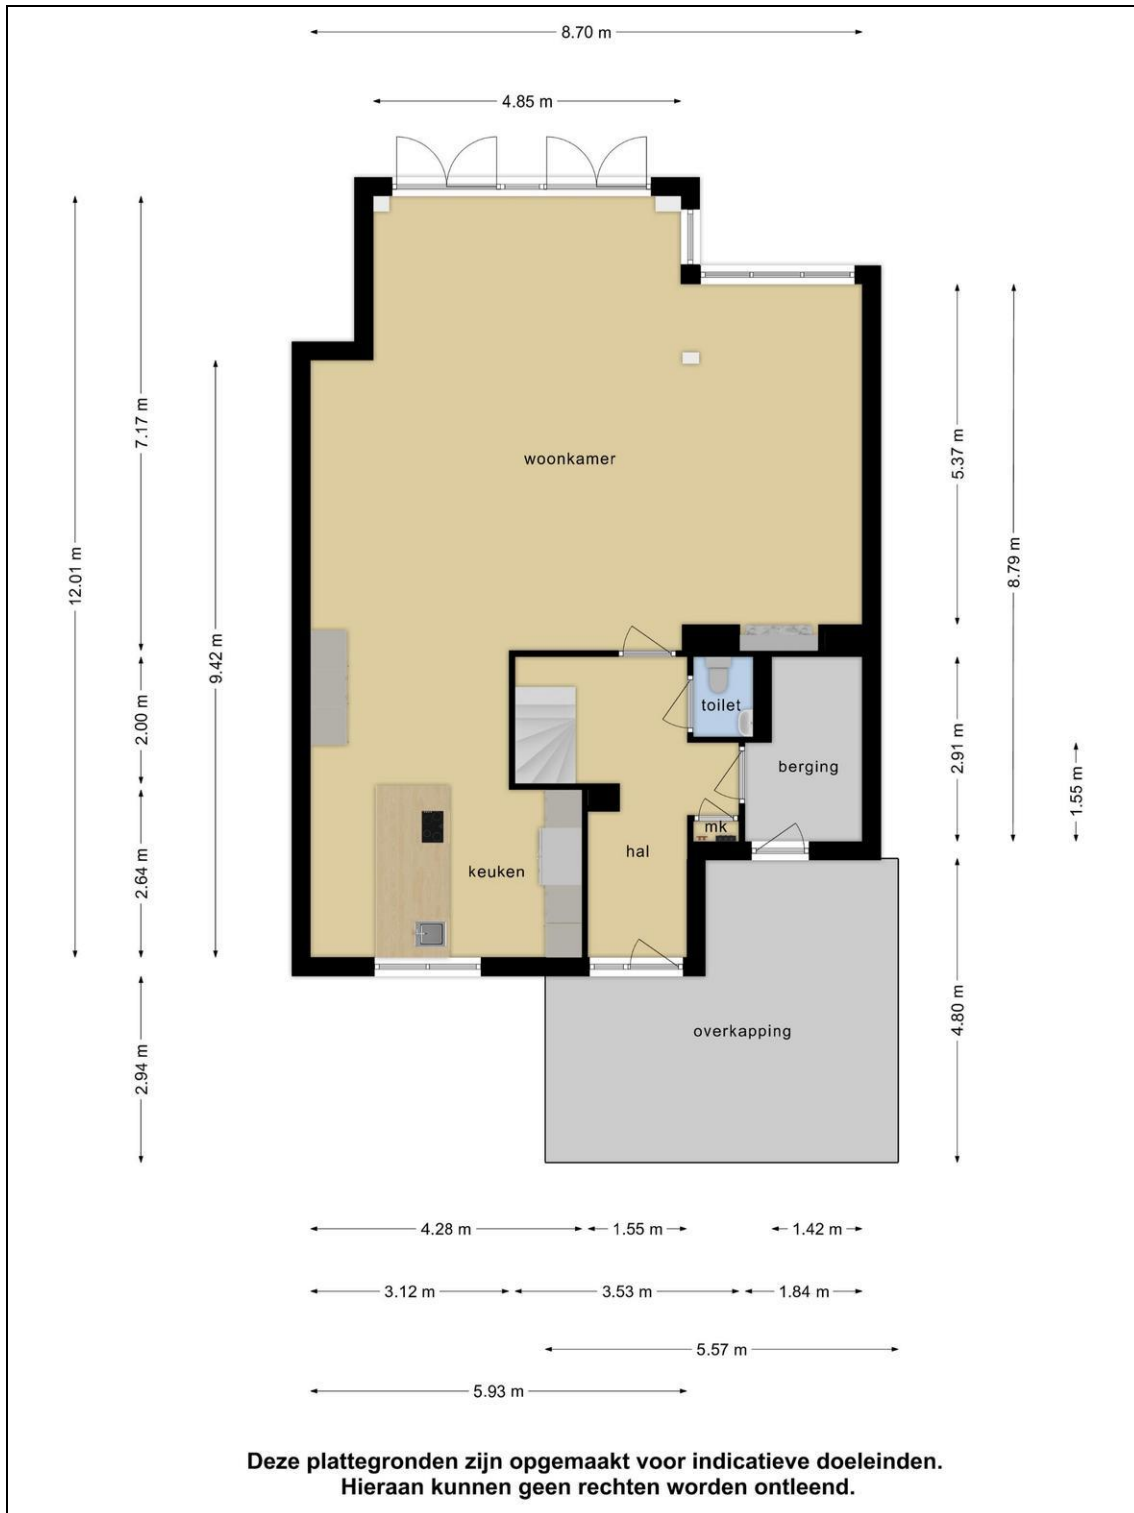 8.70 m
4.85 m
12.01 m
7.17 m
9.42 m
2.00 m
2.64 m
2.94 m
woonkamer
5.37 m
8.79 m
2.91 m
1.55 m
4.80 m
toilet
berging
mk
hal
keuken
overkapping
4.28 m
1.55 m
1.42 m
3.12 m
3.53 m
1.84 m
5.57 m
5.93 m
Deze plattegronden zijn opgemaakt voor indicatieve doeleinden.
Hieraan kunnen geen rechten worden ontleend.